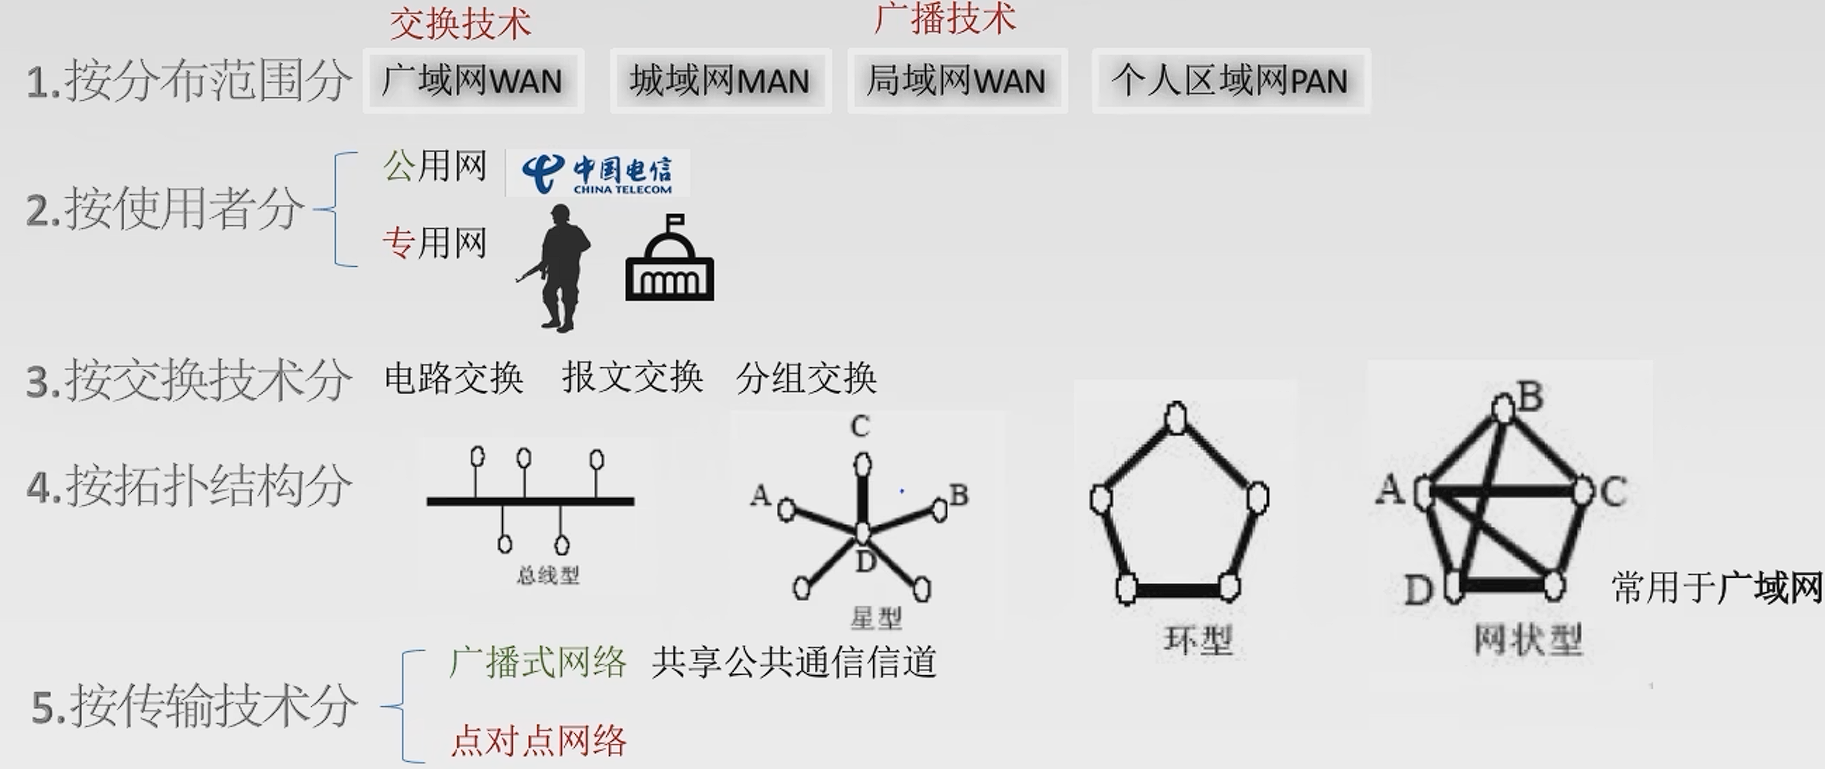 交换技术
广播技术
1.按分布范围分
广域网WAN
城域网MAN
局域网WAN
个人区域网PAN
2.按使用者分
公用网
中国电信
CHINA TELECOM
专用网
3.按交换技术分
电路交换
报文交换
分组交换
4.按拓扑结构分
总线型
C
A
B
D
星型
环型
B
A
C
D
网状型
常用于广域网
5.按传输技术分
广播式网络
共享公共通信信道
点对点网络